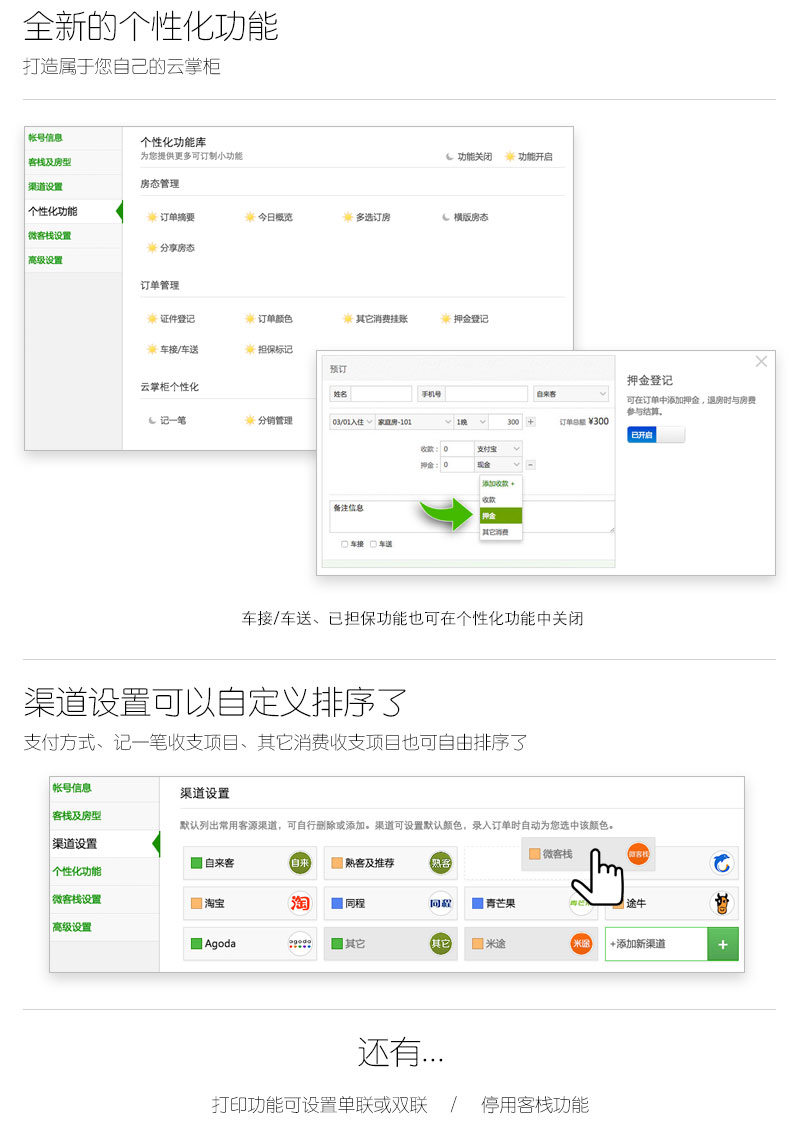 全新的个性化功能
打造属于您自己的云掌柜
帐号信息
客栈及房型
渠道设置
个性化功能
微客栈设置
高级设置
个性化功能库
为您提供更多可订制小功能
功能关闭 功能开启
房态管理
订单摘要 今日概览 多选订房 横版房态
分享房态
订单管理
证件登记 订单颜色 其它消费挂账 押金登记
车接/车送 担保标记
云掌柜个性化
记一笔 分销管理
预订
姓名 手机号 自来客
03/01入住 家庭房-101 1晚 300 + 订单总额 ¥300
收款: 0 支付宝
押金: 0 现金 −
添加收款 +
收款
押金
其它消费
备注信息
车接 车送
押金登记
可在订单中添加押金，退房时与房费
参与结算。
已开启
车接/车送、已担保功能也可在个性化功能中关闭
渠道设置可以自定义排序了
支付方式、记一笔收支项目、其它消费收支项目也可自由排序了
帐号信息
客栈及房型
渠道设置
个性化功能
微客栈设置
高级设置
渠道设置
默认列出常用客源渠道，可自行删除或添加。渠道可设置默认颜色，录入订单时自动为您选中该颜色。
自来客 自来 熟客及推荐 熟客 微客栈 微客栈
淘宝 淘 同程 同程 青芒果 途牛
Agoda agoda 其它 其它 米途 米途 +添加新渠道 +
还有...
打印功能可设置单联或双联 / 停用客栈功能